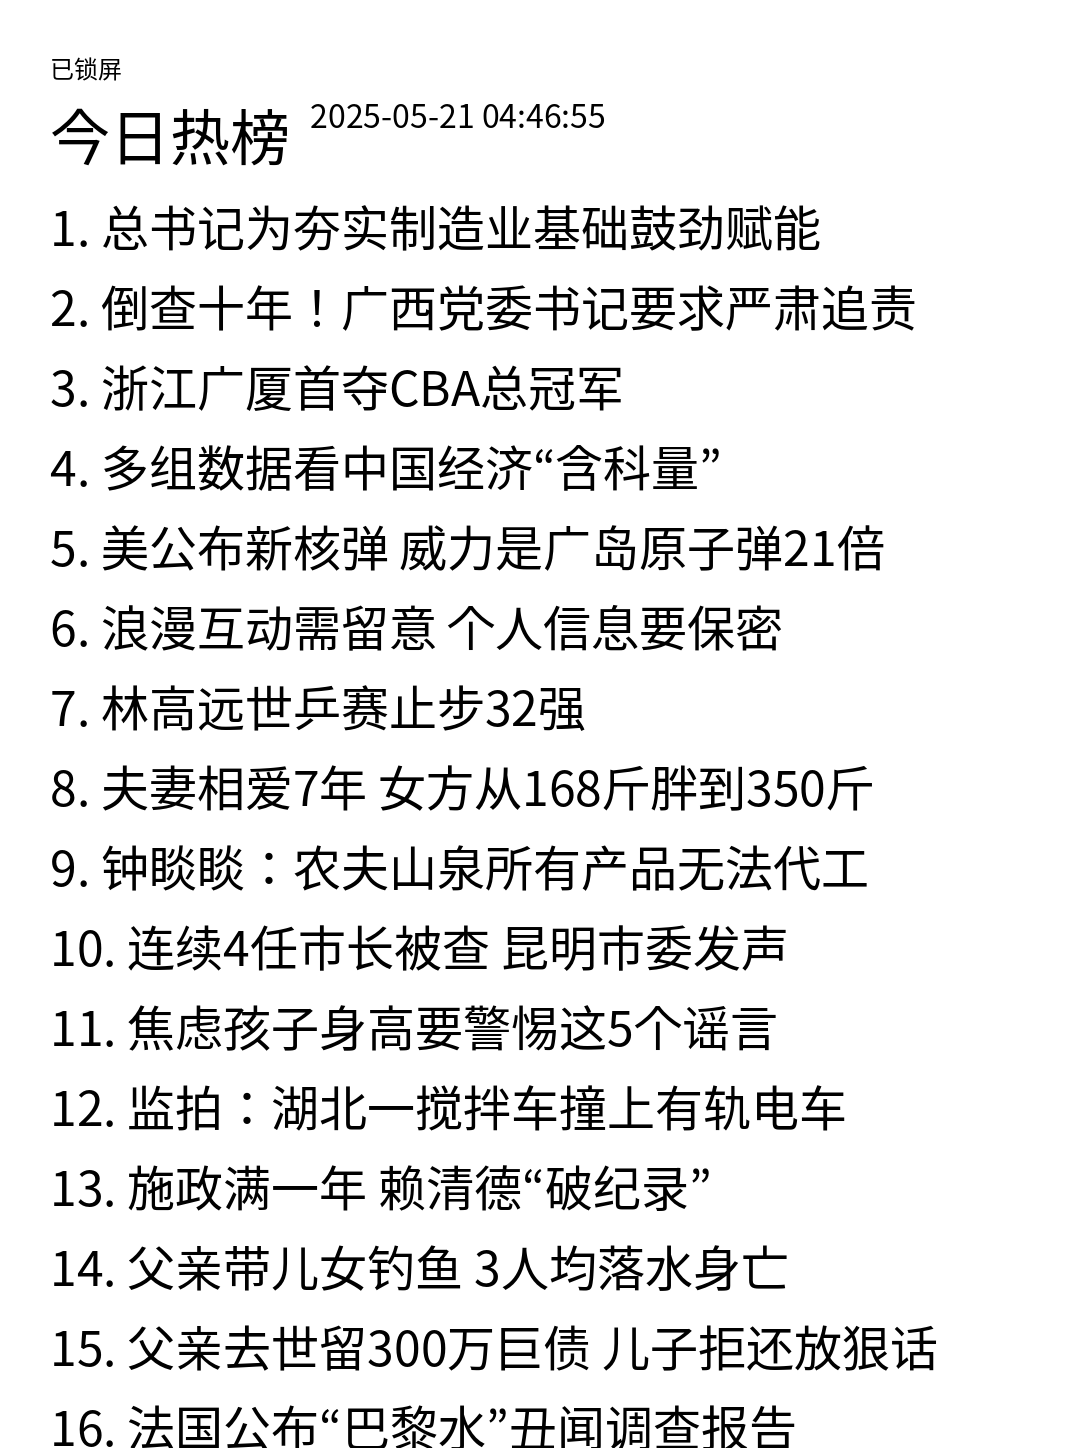 已锁屏
今日热榜 2025-05-21 04:46:55
1. 总书记为夯实制造业基础鼓劲赋能
2. 倒查十年！广西党委书记要求严肃追责
3. 浙江广厦首夺CBA总冠军
4. 多组数据看中国经济“含科量”
5. 美公布新核弹 威力是广岛原子弹21倍
6. 浪漫互动需留意 个人信息要保密
7. 林高远世乒赛止步32强
8. 夫妻相爱7年 女方从168斤胖到350斤
9. 钟睒睒：农夫山泉所有产品无法代工
10. 连续4任市长被查 昆明市委发声
11. 焦虑孩子身高要警惕这5个谣言
12. 监拍：湖北一搅拌车撞上有轨电车
13. 施政满一年 赖清德“破纪录”
14. 父亲带儿女钓鱼 3人均落水身亡
15. 父亲去世留300万巨债 儿子拒还放狠话
16. 法国公布“巴黎水”丑闻调查报告